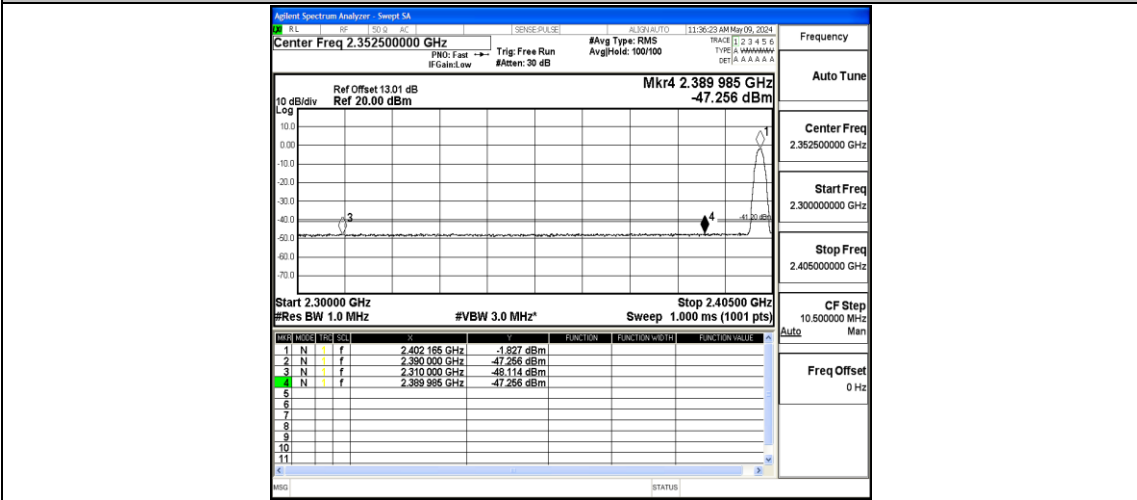 Agilent Spectrum Analyzer - Swept SA
RL RF 50 Ω AC SENSE:PULSE ALIGN AUTO 11:36:23 AM May 09, 2024
Center Freq 2.352500000 GHz
PNO: Fast
IFGain:Low
Trig: Free Run
#Atten: 30 dB
#Avg Type: RMS
Avg|Hold: 100/100
TRACE 1 2 3 4 5 6
TYPE A WWWWW
DET A A A A A A
Frequency
Auto Tune
Mkr4 2.389 985 GHz
-47.256 dBm
Ref Offset 13.01 dB
10 dB/div Ref 20.00 dBm
Log
10.0
0.00
-10.0
-20.0
-30.0
-40.0
-50.0
-60.0
-70.0
1
3
4
-41.20 dBm
Center Freq
2.352500000 GHz
Start Freq
2.300000000 GHz
Stop Freq
2.405000000 GHz
CF Step
10.500000 MHz
Auto Man
Freq Offset
0 Hz
Start 2.30000 GHz Stop 2.40500 GHz
#Res BW 1.0 MHz #VBW 3.0 MHz* Sweep 1.000 ms (1001 pts)
MKR MODE TRC SCL X Y FUNCTION FUNCTION WIDTH FUNCTION VALUE
1 N 1 f 2.402 165 GHz -1.827 dBm
2 N 1 f 2.390 000 GHz -47.256 dBm
3 N 1 f 2.310 000 GHz -48.114 dBm
4 N 1 f 2.389 985 GHz -47.256 dBm
5
6
7
8
9
10
11
MSG STATUS